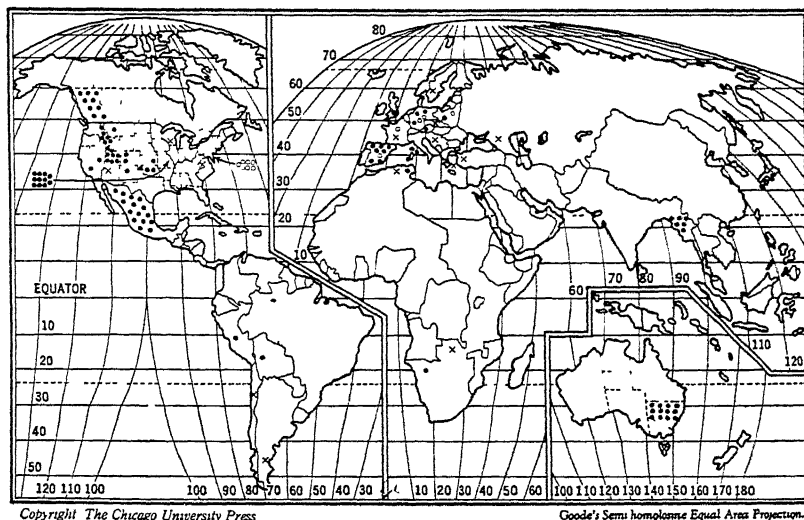 80
70
60
50
40
30
20
10
EQUATOR
60
70 80 90
10
110
20
120
30
40
50
120 110 100
100 90 80 70 60 50 40 30
10 20 30 40 50 60
100 110 120 130 140 150 160 170 180
Copyright The Chicago University Press
Goode's Semi homolosine Equal Area Projection.